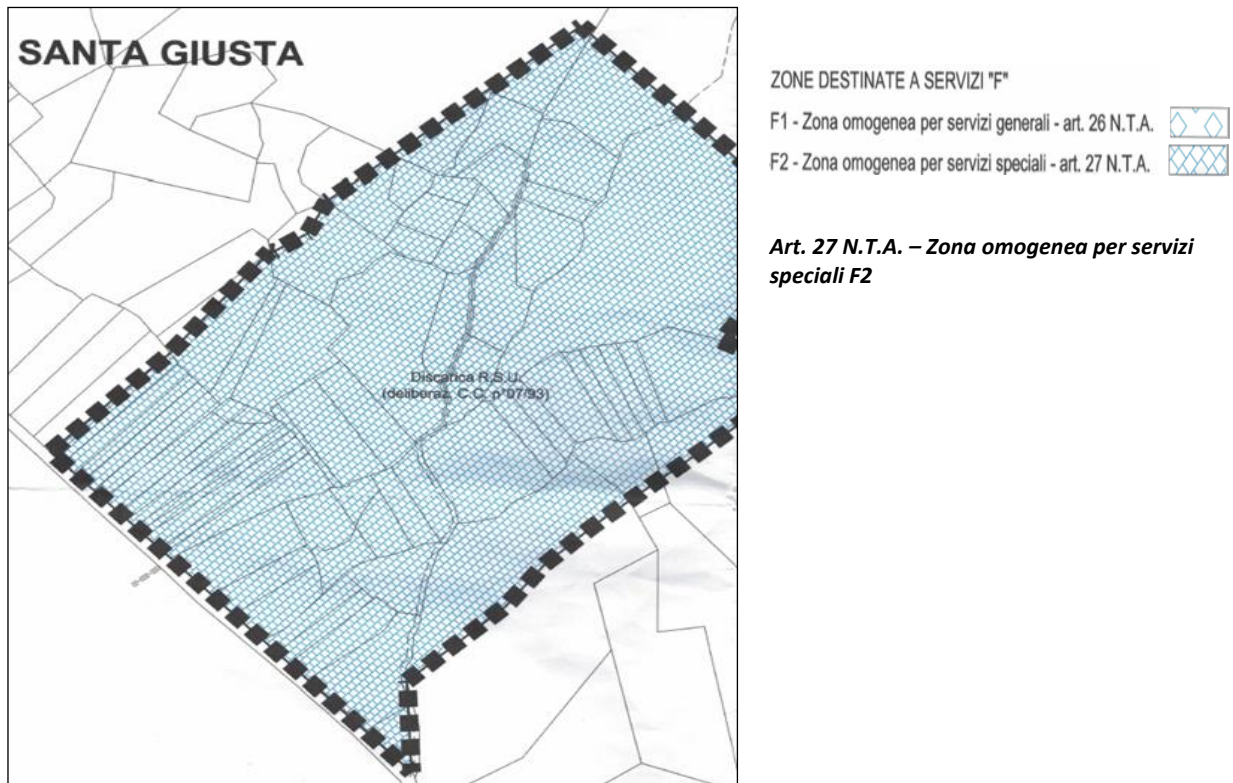 SANTA GIUSTA
Discarica R.S.U.
(deliberaz. C.C. n°07/93)
ZONE DESTINATE A SERVIZI "F"
F1 - Zona omogenea per servizi generali - art. 26 N.T.A.
F2 - Zona omogenea per servizi speciali - art. 27 N.T.A.
Art. 27 N.T.A. – Zona omogenea per servizi
speciali F2